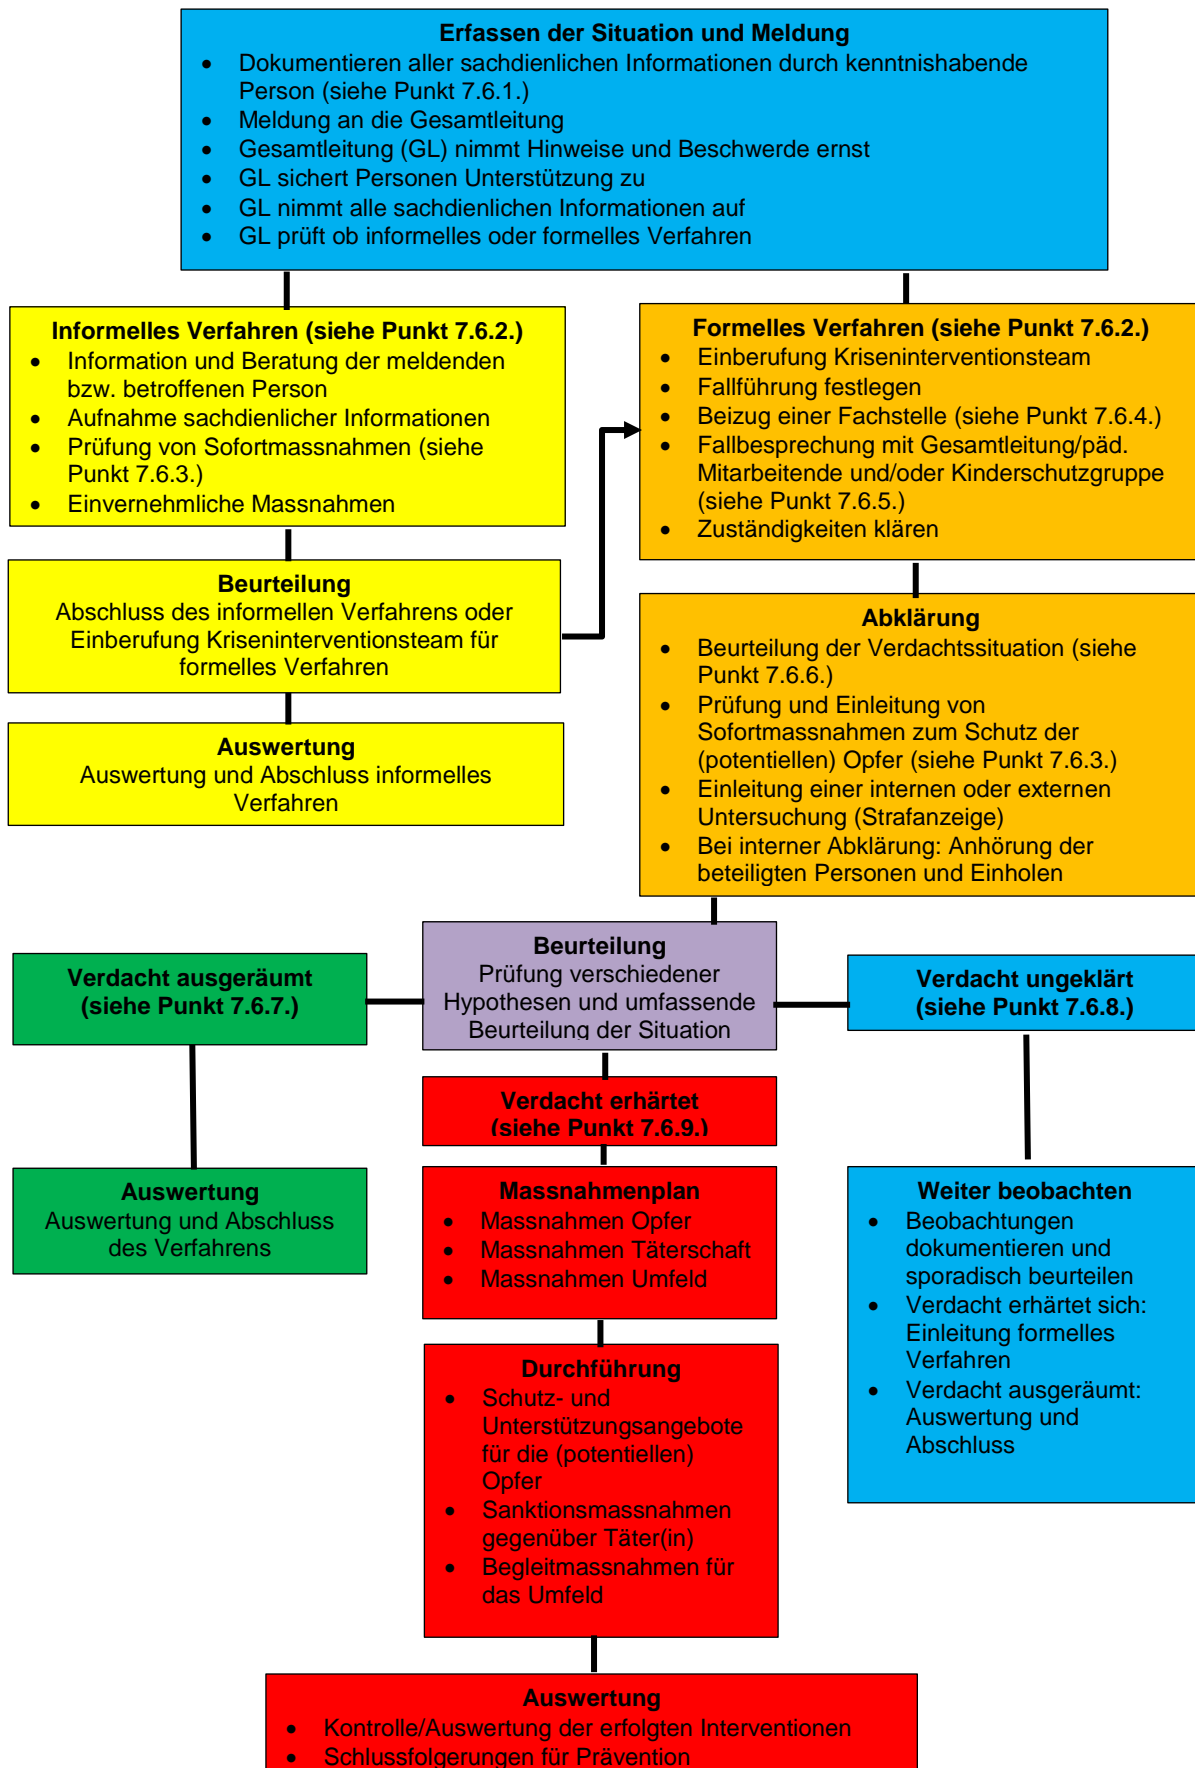 Erfassen der Situation und Meldung
• Dokumentieren aller sachdienlichen Informationen durch kenntnishabende
Person (siehe Punkt 7.6.1.)
• Meldung an die Gesamtleitung
• Gesamtleitung (GL) nimmt Hinweise und Beschwerde ernst
• GL sichert Personen Unterstützung zu
• GL nimmt alle sachdienlichen Informationen auf
• GL prüft ob informelles oder formelles Verfahren
Informelles Verfahren (siehe Punkt 7.6.2.)
• Information und Beratung der meldenden
bzw. betroffenen Person
• Aufnahme sachdienlicher Informationen
• Prüfung von Sofortmassnahmen (siehe
Punkt 7.6.3.)
• Einvernehmliche Massnahmen
Formelles Verfahren (siehe Punkt 7.6.2.)
• Einberufung Kriseninterventionsteam
• Fallführung festlegen
• Beizug einer Fachstelle (siehe Punkt 7.6.4.)
• Fallbesprechung mit Gesamtleitung/päd.
Mitarbeitende und/oder Kinderschutzgruppe
(siehe Punkt 7.6.5.)
• Zuständigkeiten klären
Beurteilung
Abschluss des informellen Verfahrens oder
Einberufung Kriseninterventionsteam für
formelles Verfahren
Auswertung
Auswertung und Abschluss informelles
Verfahren
Abklärung
• Beurteilung der Verdachtssituation (siehe
Punkt 7.6.6.)
• Prüfung und Einleitung von
Sofortmassnahmen zum Schutz der
(potentiellen) Opfer (siehe Punkt 7.6.3.)
• Einleitung einer internen oder externen
Untersuchung (Strafanzeige)
• Bei interner Abklärung: Anhörung der
beteiligten Personen und Einholen
Beurteilung
Prüfung verschiedener
Hypothesen und umfassende
Beurteilung der Situation
Verdacht ausgeräumt
(siehe Punkt 7.6.7.)
Verdacht ungeklärt
(siehe Punkt 7.6.8.)
Verdacht erhärtet
(siehe Punkt 7.6.9.)
Auswertung
Auswertung und Abschluss
des Verfahrens
Massnahmenplan
• Massnahmen Opfer
• Massnahmen Täterschaft
• Massnahmen Umfeld
Weiter beobachten
• Beobachtungen
dokumentieren und
sporadisch beurteilen
• Verdacht erhärtet sich:
Einleitung formelles
Verfahren
• Verdacht ausgeräumt:
Auswertung und
Abschluss
Durchführung
• Schutz- und
Unterstützungsangebote
für die (potentiellen)
Opfer
• Sanktionsmassnahmen
gegenüber Täter(in)
• Begleitmassnahmen für
das Umfeld
Auswertung
• Kontrolle/Auswertung der erfolgten Interventionen
• Schlussfolgerungen für Prävention